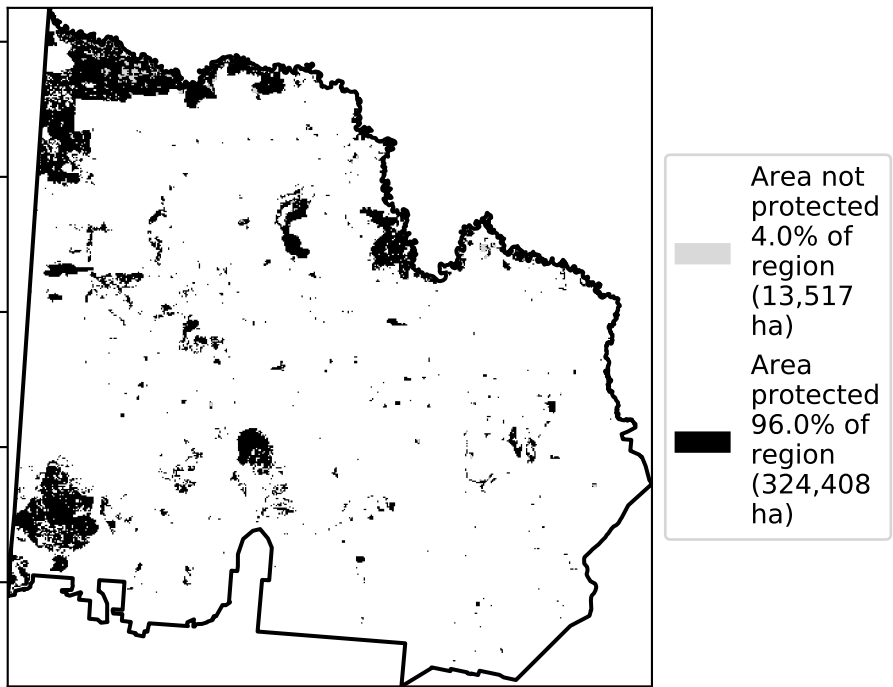 Area not
protected
4.0% of
region
(13,517
ha)
Area
protected
96.0% of
region
(324,408
ha)